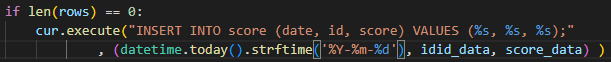 if len(rows) == 0:
cur.execute("INSERT INTO score (date, id, score) VALUES (%s, %s, %s);"
, (datetime.today().strftime('%Y-%m-%d'), idid_data, score_data) )